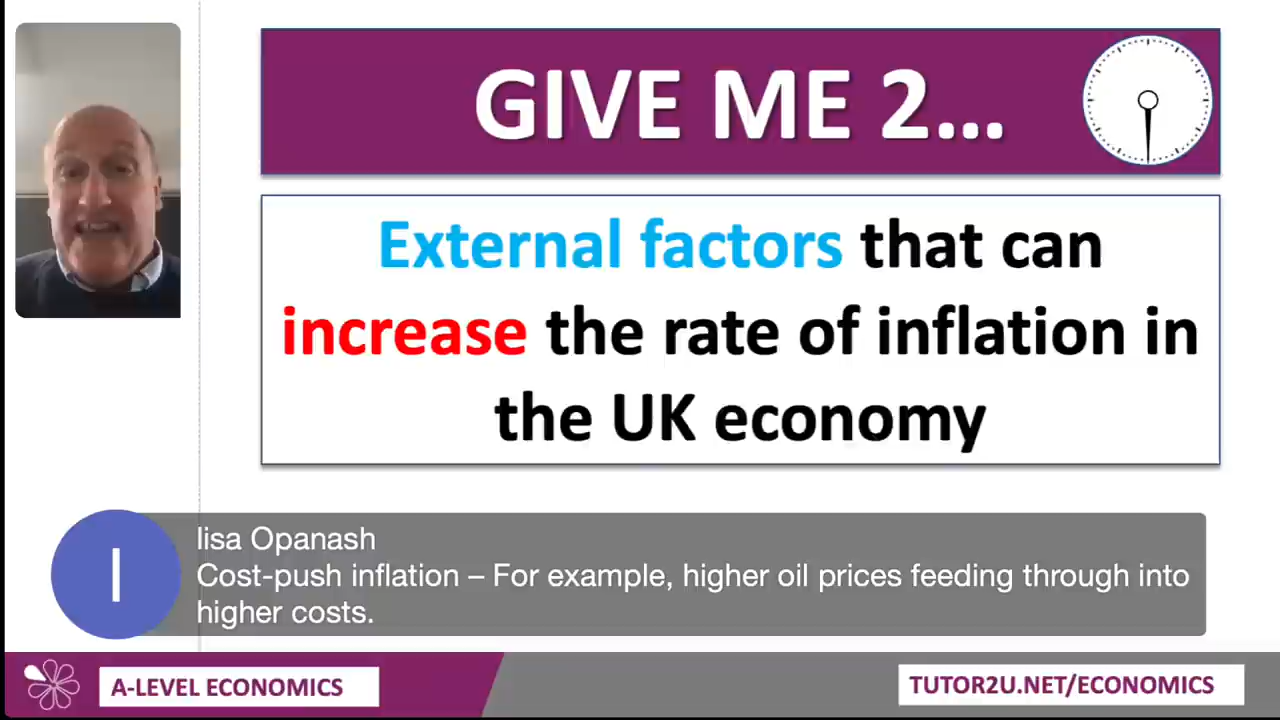 GIVE ME 2...
External factors that can
increase the rate of inflation in
the UK economy
I
lisa Opanash
Cost-push inflation – For example, higher oil prices feeding through into
higher costs.
A-LEVEL ECONOMICS
TUTOR2U.NET/ECONOMICS